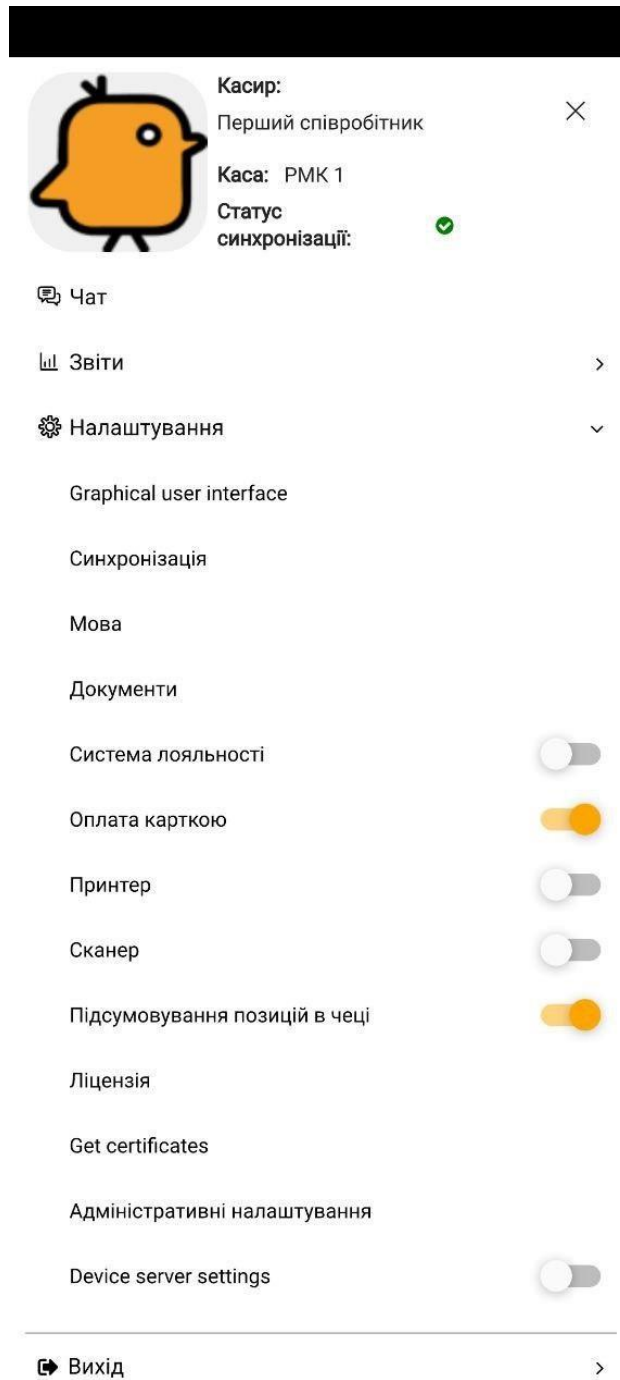 Касир:
Перший співробітник
Каса: РМК 1
Статус
синхронізації:
Чат
Звіти
Налаштування
Graphical user interface
Синхронізація
Мова
Документи
Система лояльності
Оплата карткою
Принтер
Сканер
Підсумовування позицій в чеці
Ліцензія
Get certificates
Адміністративні налаштування
Device server settings
Вихід